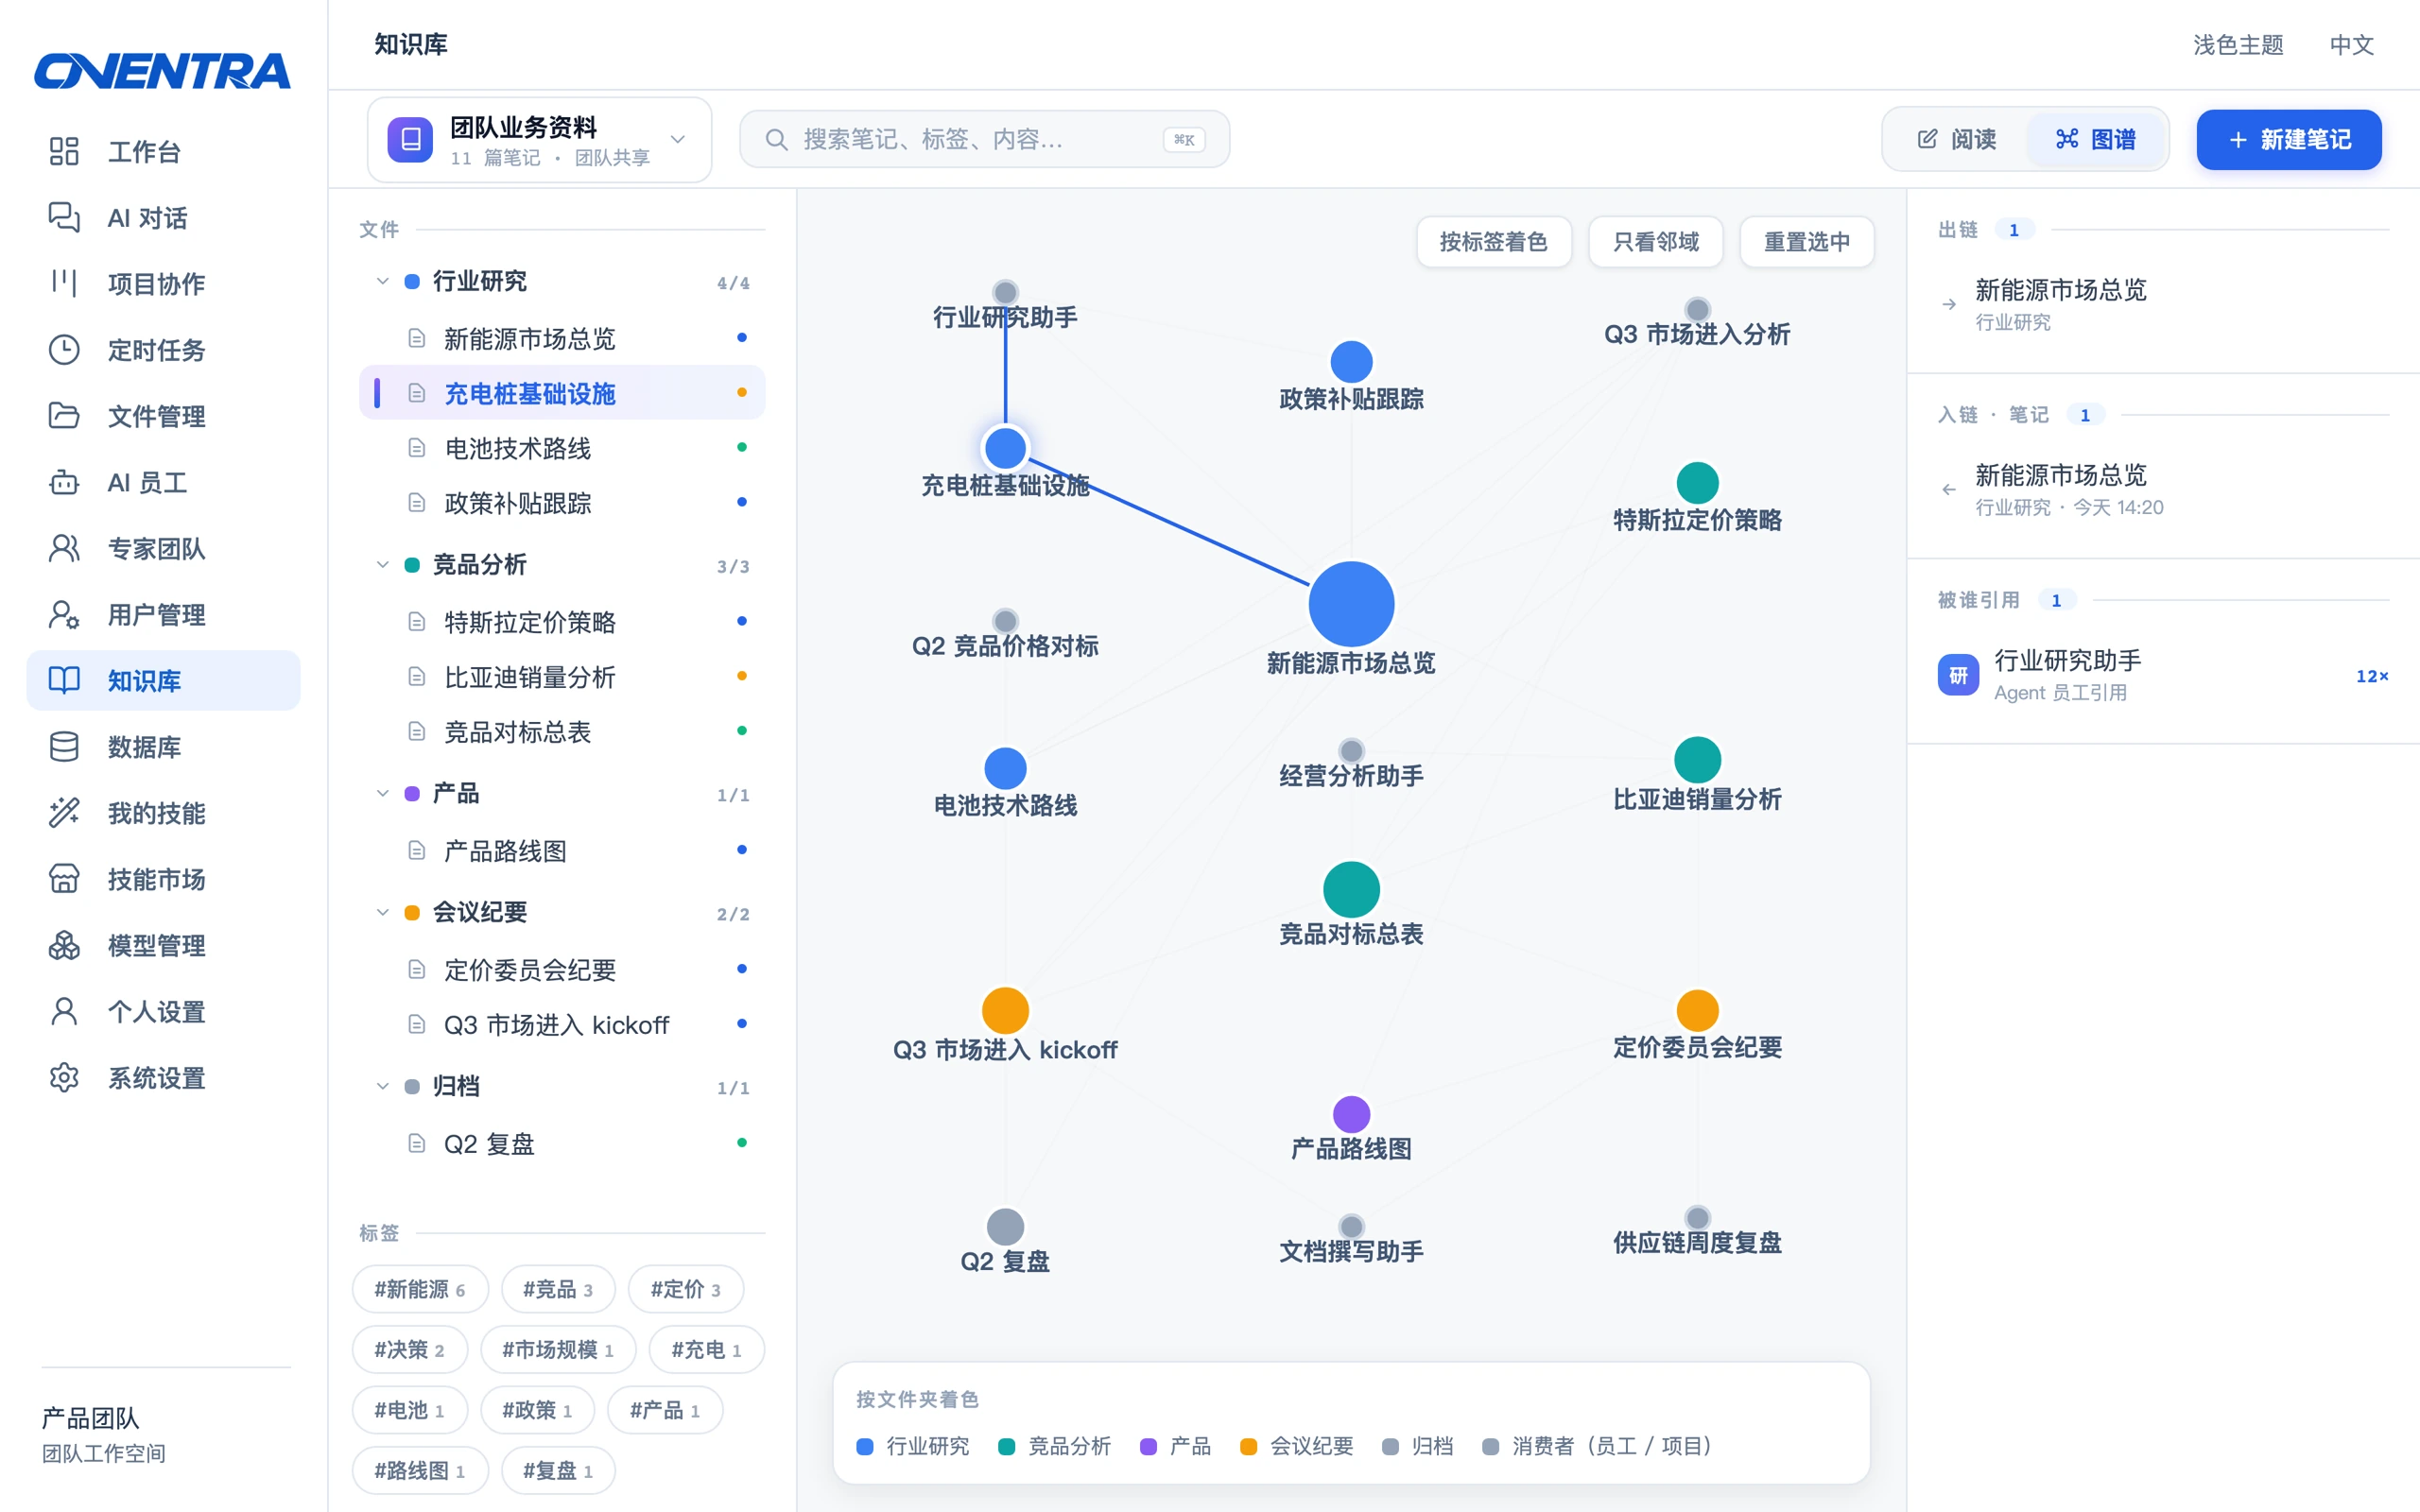 ONENTRA
工作台
AI 对话
项目协作
定时任务
文件管理
AI 员工
专家团队
用户管理
知识库
数据库
我的技能
技能市场
模型管理
个人设置
系统设置
产品团队
团队工作空间
知识库
浅色主题
中文
团队业务资料
11 篇笔记 · 团队共享
搜索笔记、标签、内容...
⌘K
阅读
图谱
+ 新建笔记
文件
行业研究 4/4
新能源市场总览
充电桩基础设施
电池技术路线
政策补贴跟踪
竞品分析 3/3
特斯拉定价策略
比亚迪销量分析
竞品对标总表
产品 1/1
产品路线图
会议纪要 2/2
定价委员会纪要
Q3 市场进入 kickoff
归档 1/1
Q2 复盘
标签
#新能源 6
#竞品 3
#定价 3
#决策 2
#市场规模 1
#充电 1
#电池 1
#政策 1
#产品 1
#路线图 1
#复盘 1
按标签着色
只看邻域
重置选中
行业研究助手
Q3 市场进入分析
政策补贴跟踪
充电桩基础设施
特斯拉定价策略
Q2 竞品价格对标
新能源市场总览
电池技术路线
经营分析助手
比亚迪销量分析
竞品对标总表
Q3 市场进入 kickoff
定价委员会纪要
产品路线图
Q2 复盘
文档撰写助手
供应链周度复盘
按文件夹着色
行业研究
竞品分析
产品
会议纪要
归档
消费者（员工 / 项目）
出链 1
→ 新能源市场总览
行业研究
入链 · 笔记 1
← 新能源市场总览
行业研究 · 今天 14:20
被谁引用 1
研 行业研究助手
Agent 员工引用
12×